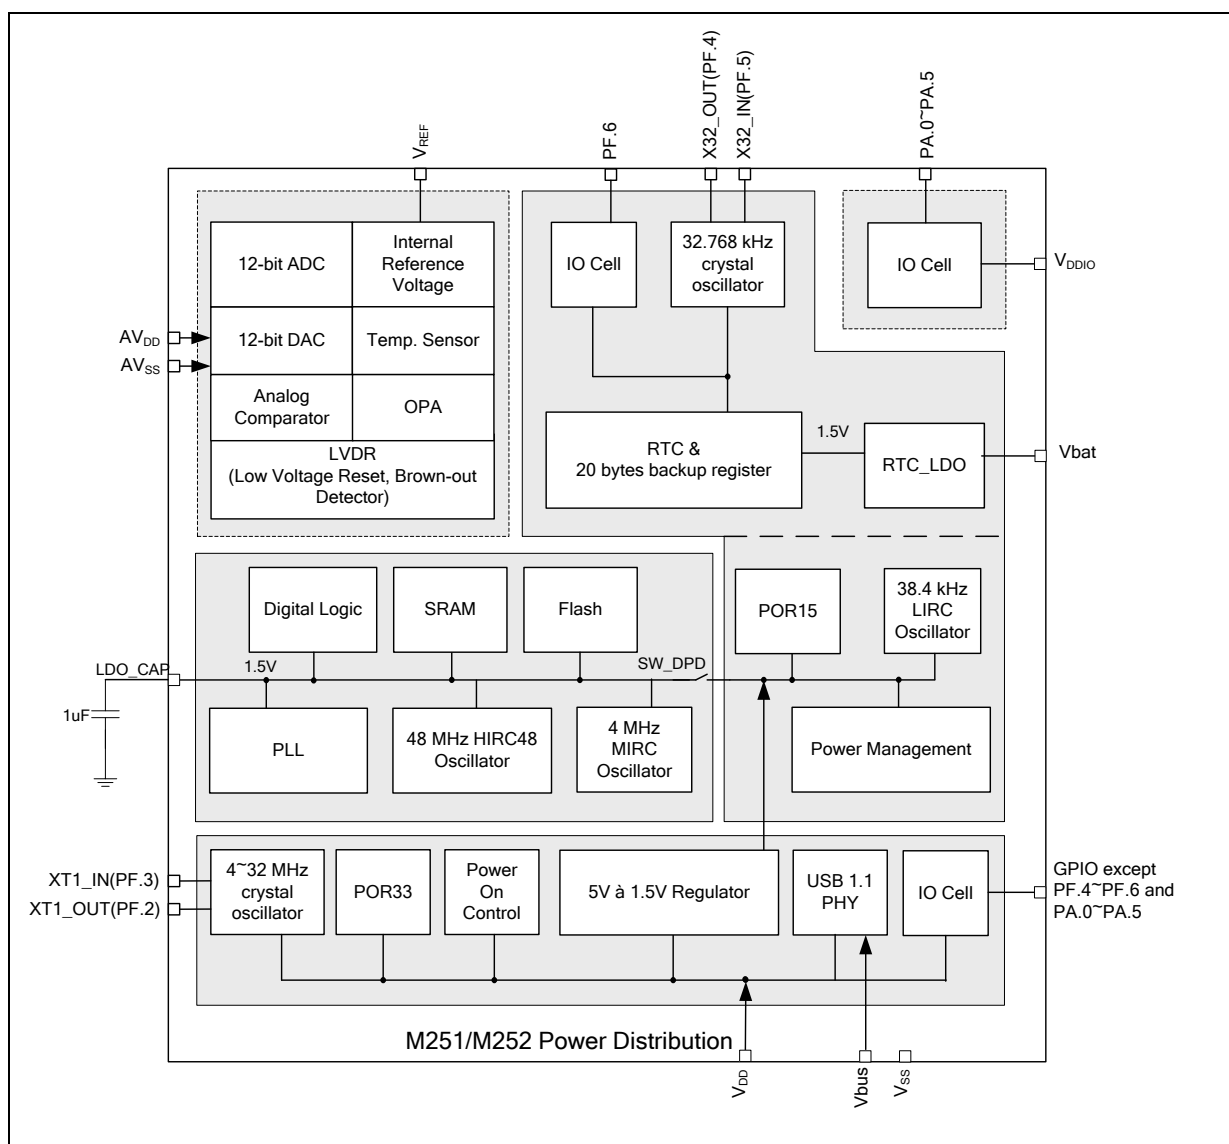 X32_OUT(PF.4)
X32_IN(PF.5)
PA.0~PA.5
PF.6
VREF
12-bit ADC
Internal
Reference
Voltage
IO Cell
32.768 kHz
crystal
oscillator
IO Cell
VDDIO
AVDD
AVSS
12-bit DAC
Temp. Sensor
Analog
Comparator
OPA
LVDR
(Low Voltage Reset, Brown-out
Detector)
RTC &
20 bytes backup register
1.5V
RTC_LDO
Vbat
Digital Logic
SRAM
Flash
POR15
38.4 kHz
LIRC
Oscillator
LDO_CAP
1.5V
SW_DPD
1uF
PLL
48 MHz HIRC48
Oscillator
4 MHz
MIRC
Oscillator
Power Management
XT1_IN(PF.3)
XT1_OUT(PF.2)
4~32 MHz
crystal
oscillator
POR33
Power
On
Control
5V à 1.5V Regulator
USB 1.1
PHY
IO Cell
GPIO except
PF.4~PF.6 and
PA.0~PA.5
M251/M252 Power Distribution
VDD
Vbus
VSS